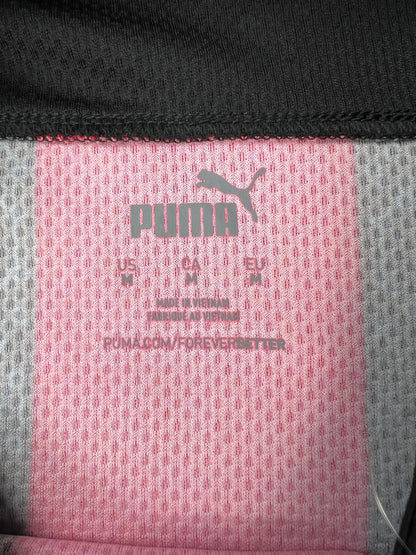 PUMA
US CA EU
M M M
MADE IN VIETNAM
FABRIQUÉ AU VIETNAM
PUMA.COM/FOREVERBETTER